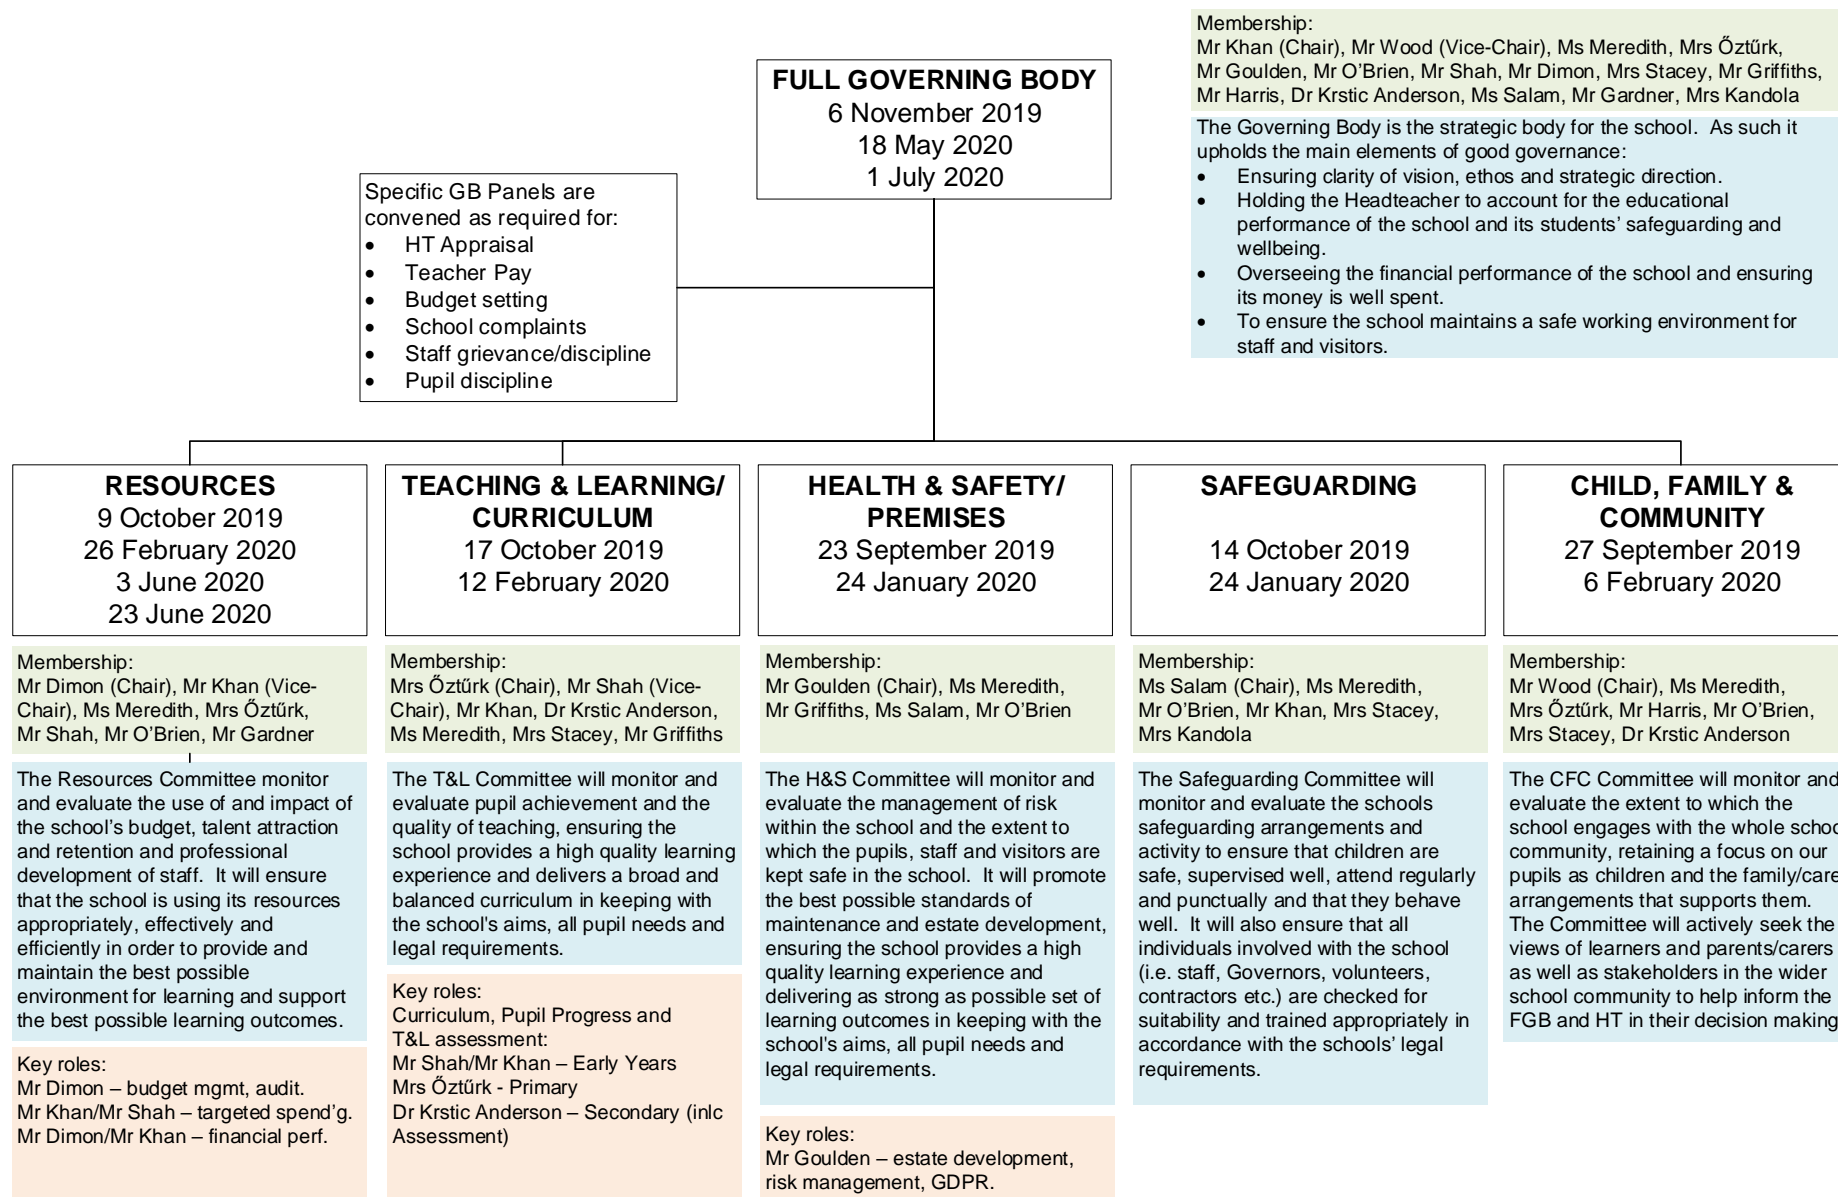 Membership:
Mr Khan (Chair), Mr Wood (Vice-Chair), Ms Meredith, Mrs Őztűrk,
Mr Goulden, Mr O’Brien, Mr Shah, Mr Dimon, Mrs Stacey, Mr Griffiths,
Mr Harris, Dr Krstic Anderson, Ms Salam, Mr Gardner, Mrs Kandola
The Governing Body is the strategic body for the school.  As such it
upholds the main elements of good governance:
• Ensuring clarity of vision, ethos and strategic direction.
• Holding the Headteacher to account for the educational
performance of the school and its students’ safeguarding and
wellbeing.
• Overseeing the financial performance of the school and ensuring
its money is well spent.
• To ensure the school maintains a safe working environment for
staff and visitors.
FULL GOVERNING BODY
6 November 2019
18 May 2020
1 July 2020
Specific GB Panels are
convened as required for:
• HT Appraisal
• Teacher Pay
• Budget setting
• School complaints
• Staff grievance/discipline
• Pupil discipline
RESOURCES
9 October 2019
26 February 2020
3 June 2020
23 June 2020
Membership:
Mr Dimon (Chair), Mr Khan (Vice-
Chair), Ms Meredith, Mrs Őztűrk,
Mr Shah, Mr O’Brien, Mr Gardner
The Resources Committee monitor
and evaluate the use of and impact of
the school’s budget, talent attraction
and retention and professional
development of staff.  It will ensure
that the school is using its resources
appropriately, effectively and
efficiently in order to provide and
maintain the best possible
environment for learning and support
the best possible learning outcomes.
Key roles:
Mr Dimon – budget mgmt, audit.
Mr Khan/Mr Shah – targeted spend’g.
Mr Dimon/Mr Khan – financial perf.
TEACHING & LEARNING/
CURRICULUM
17 October 2019
12 February 2020
Membership:
Mrs Őztűrk (Chair), Mr Shah (Vice-
Chair), Mr Khan, Dr Krstic Anderson,
Ms Meredith, Mrs Stacey, Mr Griffiths
The T&L Committee will monitor and
evaluate pupil achievement and the
quality of teaching, ensuring the
school provides a high quality learning
experience and delivers a broad and
balanced curriculum in keeping with
the school's aims, all pupil needs and
legal requirements.
Key roles:
Curriculum, Pupil Progress and
T&L assessment:
Mr Shah/Mr Khan – Early Years
Mrs Őztűrk - Primary
Dr Krstic Anderson – Secondary (inlc
Assessment)
HEALTH & SAFETY/
PREMISES
23 September 2019
24 January 2020
Membership:
Mr Goulden (Chair), Ms Meredith,
Mr Griffiths, Ms Salam, Mr O’Brien
The H&S Committee will monitor and
evaluate the management of risk
within the school and the extent to
which the pupils, staff and visitors are
kept safe in the school.  It will promote
the best possible standards of
maintenance and estate development,
ensuring the school provides a high
quality learning experience and
delivering as strong as possible set of
learning outcomes in keeping with the
school's aims, all pupil needs and
legal requirements.
Key roles:
Mr Goulden – estate development,
risk management, GDPR.
SAFEGUARDING
14 October 2019
24 January 2020
Membership:
Ms Salam (Chair), Ms Meredith,
Mr O’Brien, Mr Khan, Mrs Stacey,
Mrs Kandola
The Safeguarding Committee will
monitor and evaluate the schools
safeguarding arrangements and
activity to ensure that children are
safe, supervised well, attend regularly
and punctually and that they behave
well.  It will also ensure that all
individuals involved with the school
(i.e. staff, Governors, volunteers,
contractors etc.) are checked for
suitability and trained appropriately in
accordance with the schools’ legal
requirements.
CHILD, FAMILY &
COMMUNITY
27 September 2019
6 February 2020
Membership:
Mr Wood (Chair), Ms Meredith,
Mrs Őztűrk, Mr Harris, Mr O’Brien,
Mrs Stacey, Dr Krstic Anderson
The CFC Committee will monitor and
evaluate the extent to which the
school engages with the whole
community, retaining a focus on our
pupils as children and the
arrangements that supports them.
The Committee will actively seek the
views of learners and parents/carers
as well as stakeholders in the wider
school community to help inform the
FGB and HT in their decision making